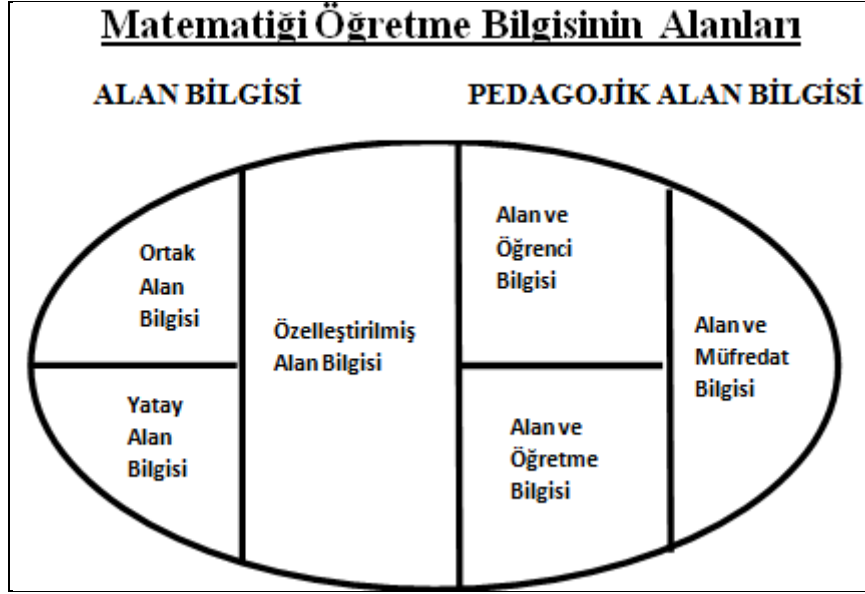 Matematiği Öğretme Bilgisinin Alanları
ALAN BİLGİSİ
PEDAGOJİK ALAN BİLGİSİ
Ortak
Alan
Bilgisi
Yatay
Alan
Bilgisi
Özelleştirilmiş
Alan Bilgisi
Alan ve
Öğrenci
Bilgisi
Alan ve
Öğretme
Bilgisi
Alan ve
Müfredat
Bilgisi